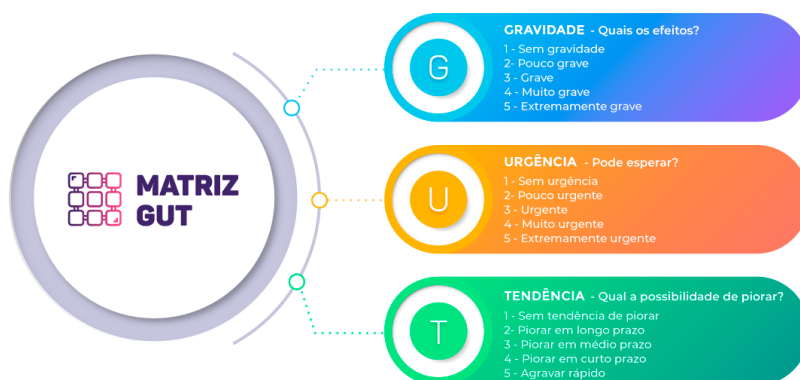 MATRIZ
GUT
G
GRAVIDADE - Quais os efeitos?
1 - Sem gravidade
2- Pouco grave
3 - Grave
4 - Muito grave
5 - Extremamente grave
U
URGÊNCIA - Pode esperar?
1 - Sem urgência
2- Pouco urgente
3 - Urgente
4 - Muito urgente
5 - Extremamente urgente
T
TENDÊNCIA - Qual a possibilidade de piorar?
1 - Sem tendência de piorar
2- Piorar em longo prazo
3 - Piorar em médio prazo
4 - Piorar em curto prazo
5 - Agravar rápido